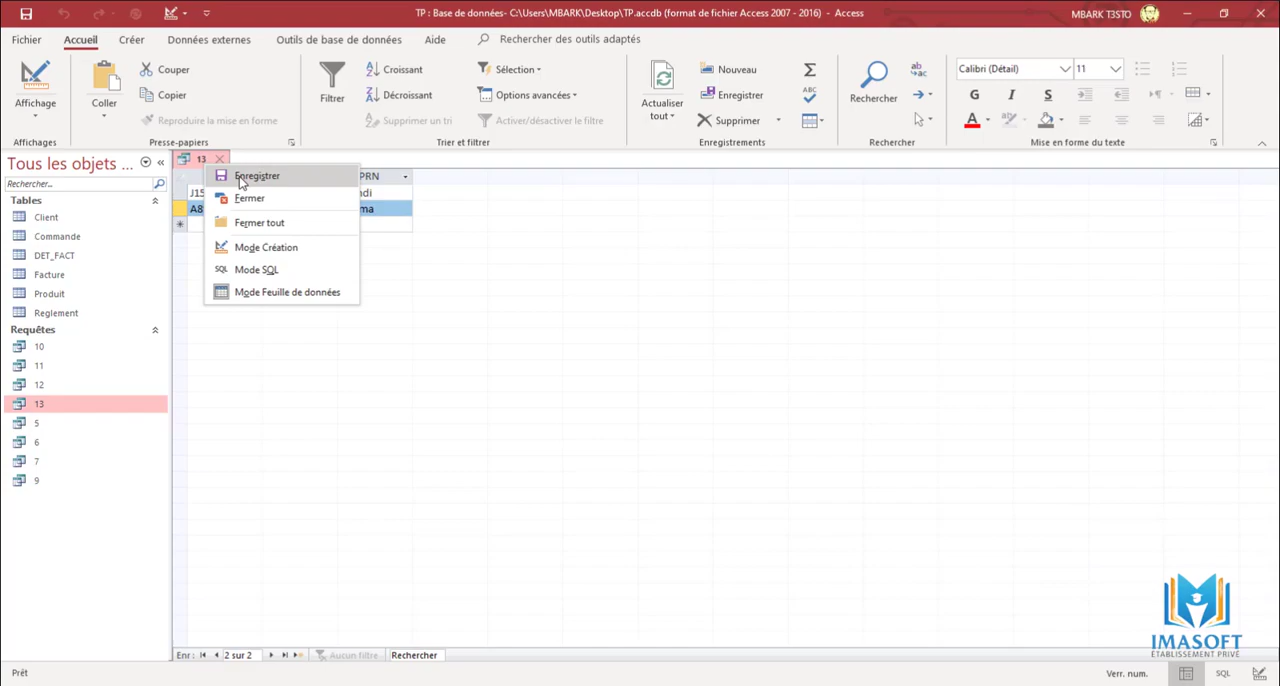 TP : Base de données- C:\Users\MBARK\Desktop\TP.accdb (format de fichier Access 2007 - 2016) - Access
MBARK T3STO
Fichier
Accueil
Créer
Données externes
Outils de base de données
Aide
Rechercher des outils adaptés
Affichage
Affichages
Coller
Couper
Copier
Reproduire la mise en forme
Presse-papiers
Filtrer
Croissant
Décroissant
Supprimer un tri
Sélection
Options avancées
Activer/désactiver le filtre
Trier et filtrer
Actualiser
tout
Nouveau
Enregistrer
Supprimer
Enregistrements
Rechercher
Rechercher
Calibri (Détail)
11
G I S
Mise en forme du texte
Tous les objets ...
Rechercher...
Tables
Client
Commande
DET_FACT
Facture
Produit
Reglement
Requêtes
10
11
12
13
5
6
7
9
13
PRN
J15
ndi
A8
ma
Enregistrer
Fermer
Fermer tout
Mode Création
SQL Mode SQL
Mode Feuille de données
Enr : 2 sur 2
Aucun filtre
Rechercher
IMASOFT
ÉTABLISSEMENT PRIVÉ
Prêt
Verr. num.
SQL